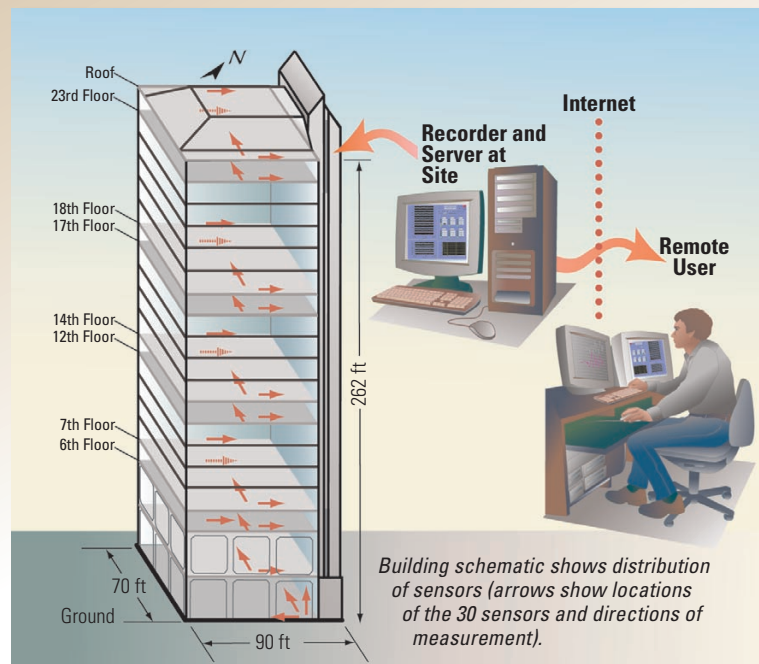 N
Roof
23rd Floor
18th Floor
17th Floor
14th Floor
12th Floor
7th Floor
6th Floor
Ground
70 ft
90 ft
262 ft
Recorder and
Server at
Site
Internet
Remote
User
Building schematic shows distribution
of sensors (arrows show locations
of the 30 sensors and directions of
measurement).